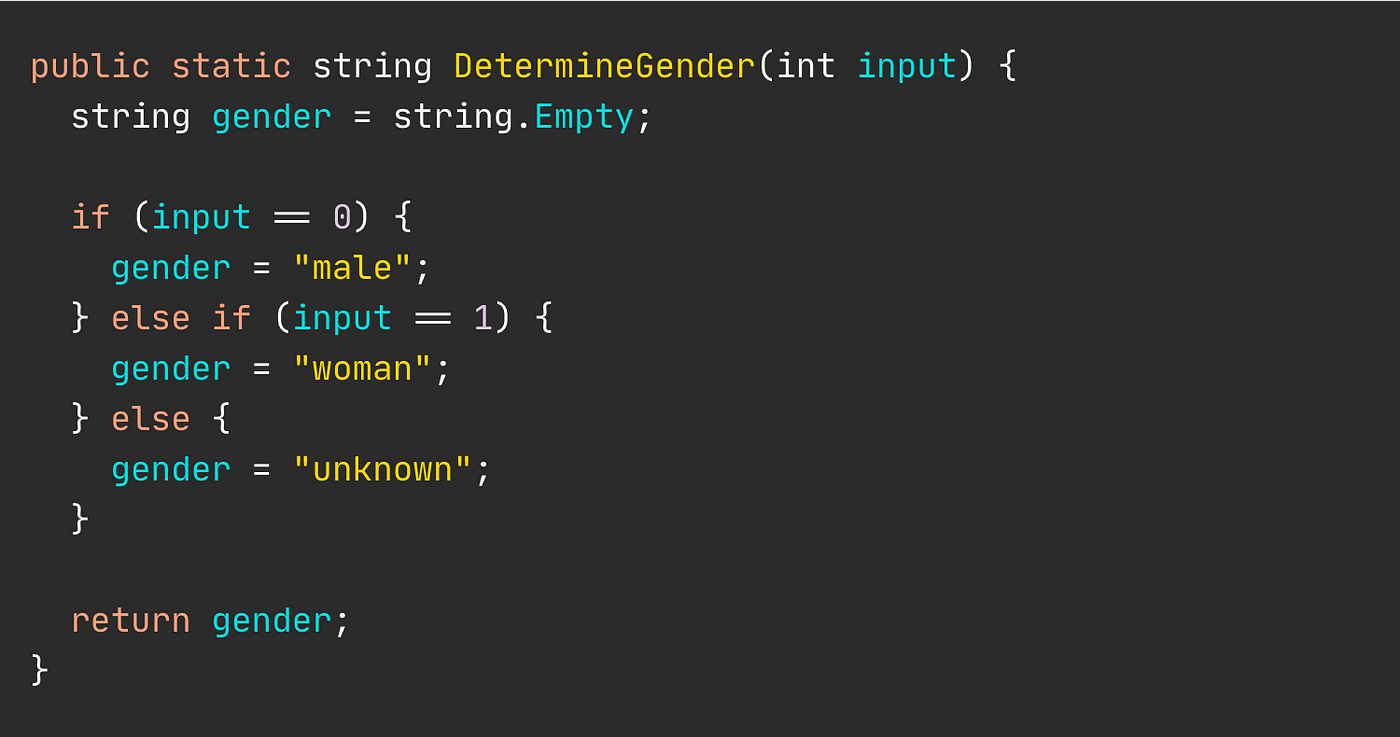 public static string DetermineGender(int input) {
  string gender = string.Empty;

  if (input == 0) {
    gender = "male";
  } else if (input == 1) {
    gender = "woman";
  } else {
    gender = "unknown";
  }

  return gender;
}